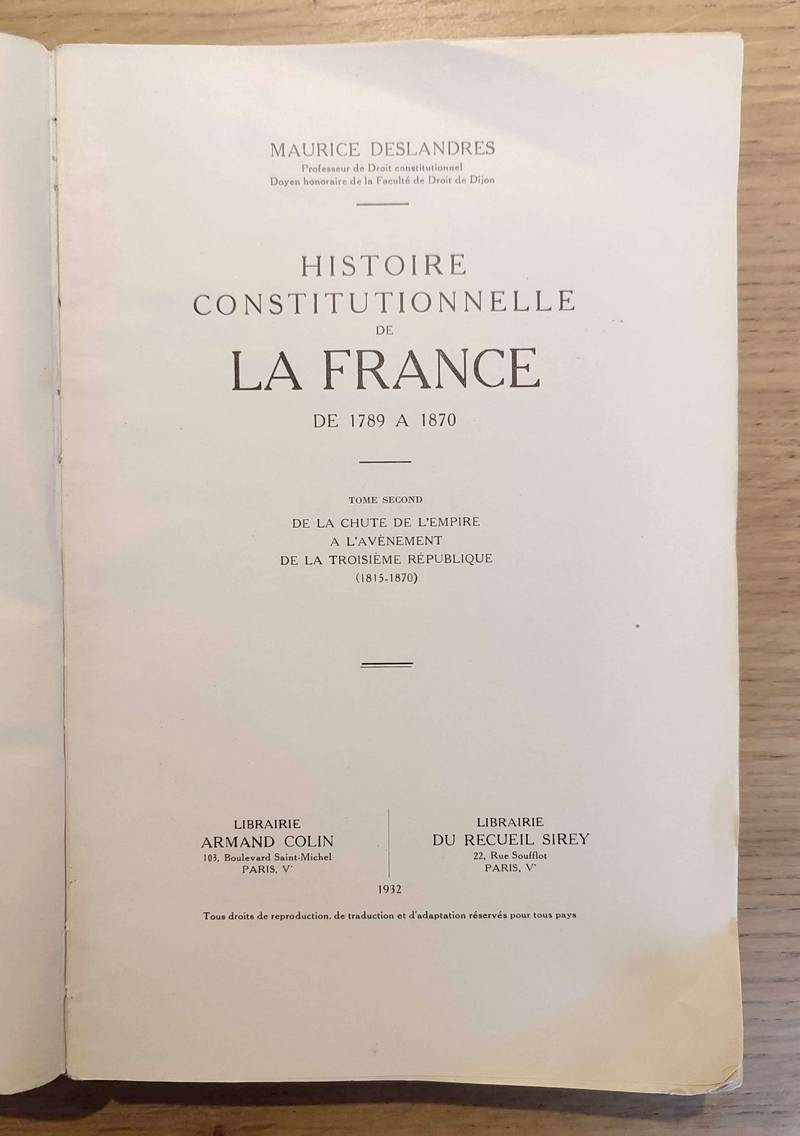 MAURICE DESLANDRES
Professeur de Droit constitutionnel
Doyen honoraire de la Faculté de Droit de Dijon
HISTOIRE
CONSTITUTIONNELLE
DE
LA FRANCE
DE 1789 A 1870
TOME SECOND
DE LA CHUTE DE L'EMPIRE
A L'AVÈNEMENT
DE LA TROISIÈME RÉPUBLIQUE
(1815-1870)
LIBRAIRIE
ARMAND COLIN
103, Boulevard Saint-Michel
PARIS, Vᵉ
LIBRAIRIE
DU RECUEIL SIREY
22, Rue Soufflot
PARIS, Vᵉ
1932
Tous droits de reproduction, de traduction et d'adaptation réservés pour tous pays